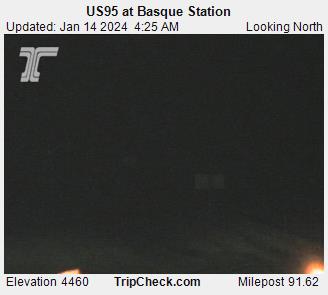 US95 at Basque Station
Updated: Jan 14 2024 4:25 AM Looking North
Elevation 4460 TripCheck.com Milepost 91.62